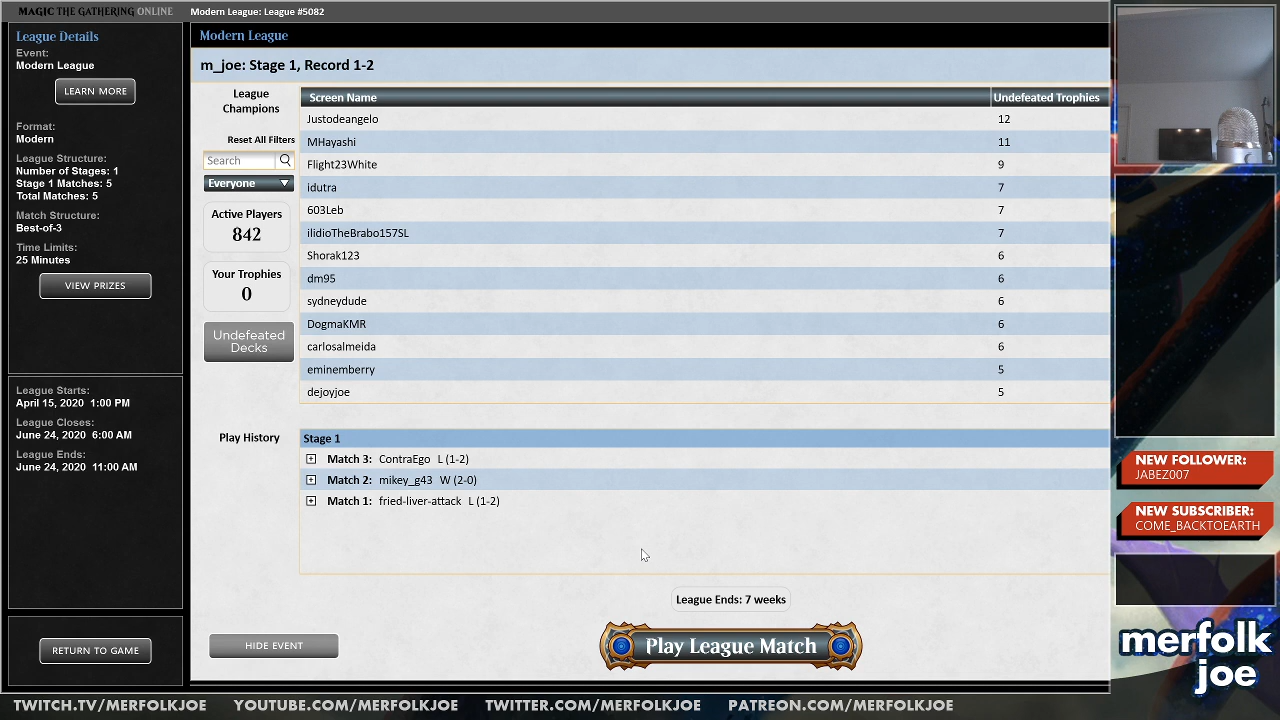 MAGIC THE GATHERING ONLINE
Modern League: League #5082
League Details
Event:
Modern League
LEARN MORE
Format:
Modern
League Structure:
Number of Stages: 1
Stage 1 Matches: 5
Total Matches: 5
Match Structure:
Best-of-3
Time Limits:
25 Minutes
VIEW PRIZES
League Starts:
April 15, 2020 1:00 PM
League Closes:
June 24, 2020 6:00 AM
League Ends:
June 24, 2020 11:00 AM
RETURN TO GAME
Modern League
m_joe: Stage 1, Record 1-2
League
Champions
Reset All Filters
Search
Everyone
Active Players
842
Your Trophies
0
Undefeated
Decks
Screen Name Undefeated Trophies
Justodeangelo 12
MHayashi 11
Flight23White 9
idutra 7
603Leb 7
ilidioTheBrabo157SL 7
Shorak123 6
dm95 6
sydneydude 6
DogmaKMR 6
carlosalmeida 6
eminemberry 5
dejoyjoe 5
Play History
Stage 1
Match 3: ContraEgo L (1-2)
Match 2: mikey_g43 W (2-0)
Match 1: fried-liver-attack L (1-2)
League Ends: 7 weeks
HIDE EVENT
Play League Match
NEW FOLLOWER:
JABEZ007
NEW SUBSCRIBER:
COME_BACKTOEARTH
merfolk
joe
TWITCH.TV/MERFOLKJOE YOUTUBE.COM/MERFOLKJOE TWITTER.COM/MERFOLKJOE PATREON.COM/MERFOLKJOE